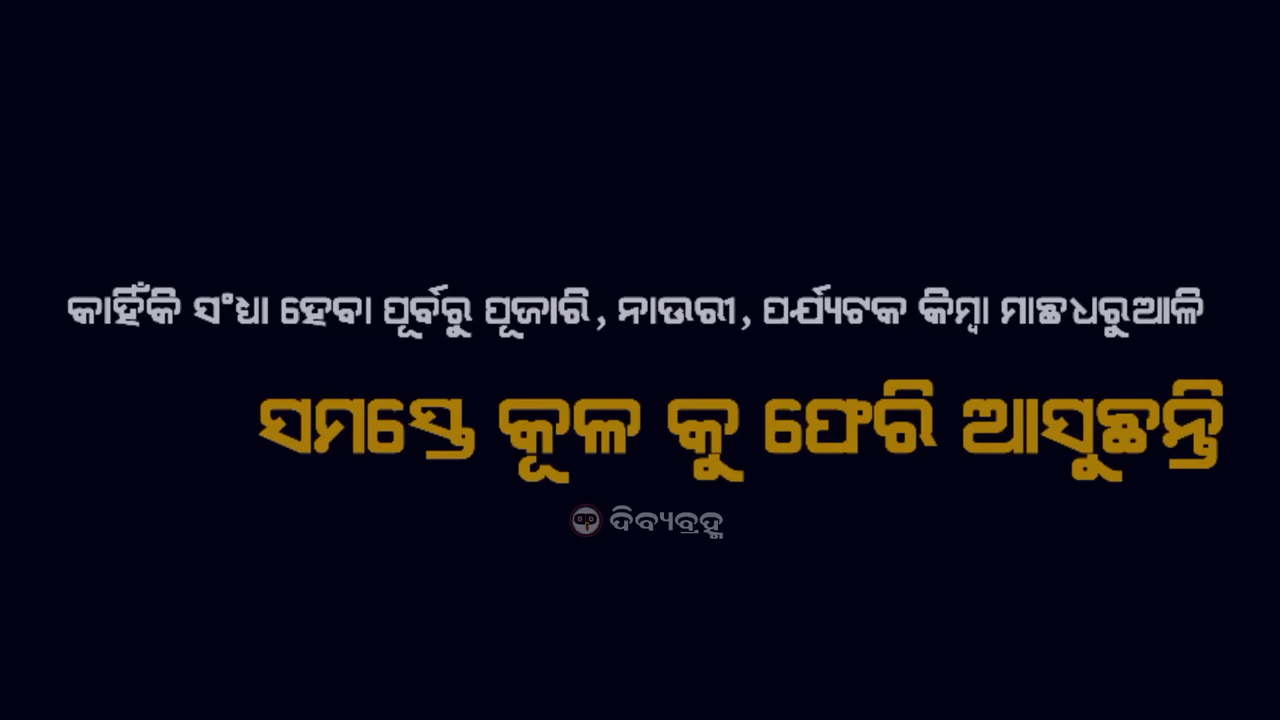 କାହିଁକି ସଂଧ୍ଯା ହେବା ପୂର୍ବରୁ ପୂଜାରି, ନାଉରୀ, ପର୍ଯ୍ୟଟକ କିମ୍ବା ମାଛଧରୁଆଳି
ସମସ୍ତେ କୂଳ କୁ ଫେରି ଆସୁଛନ୍ତି
ଦିବ୍ୟବ୍ରହ୍ମ